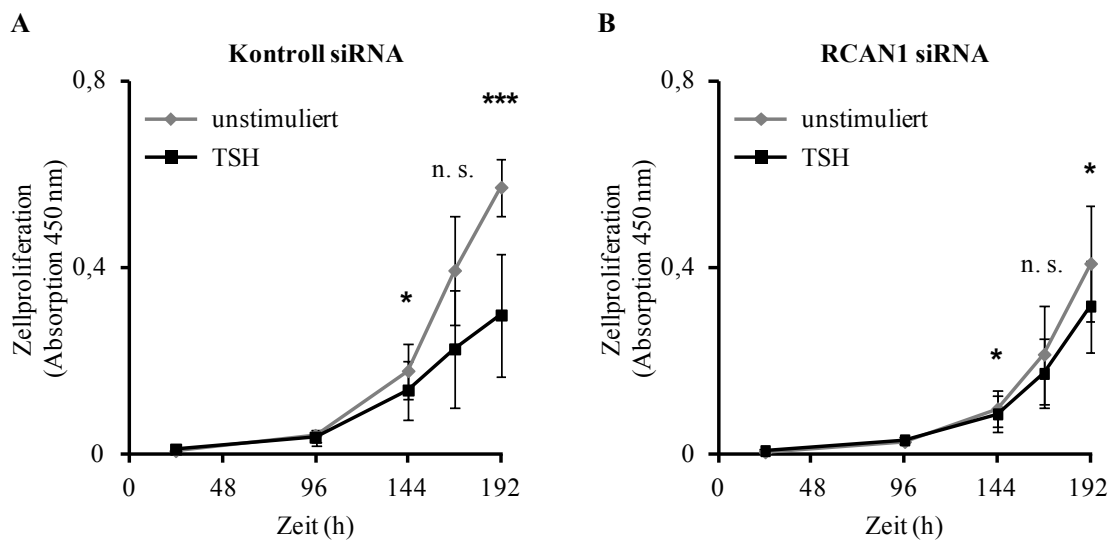 A
Kontroll siRNA
0,8
0,4
0
Zellproliferation
(Absorption 450 nm)
unstimuliert
TSH
*
n. s.
***
0 48 96 144 192
Zeit (h)
B
RCAN1 siRNA
0,8
0,4
0
Zellproliferation
(Absorption 450 nm)
unstimuliert
TSH
*
n. s.
*
0 48 96 144 192
Zeit (h)